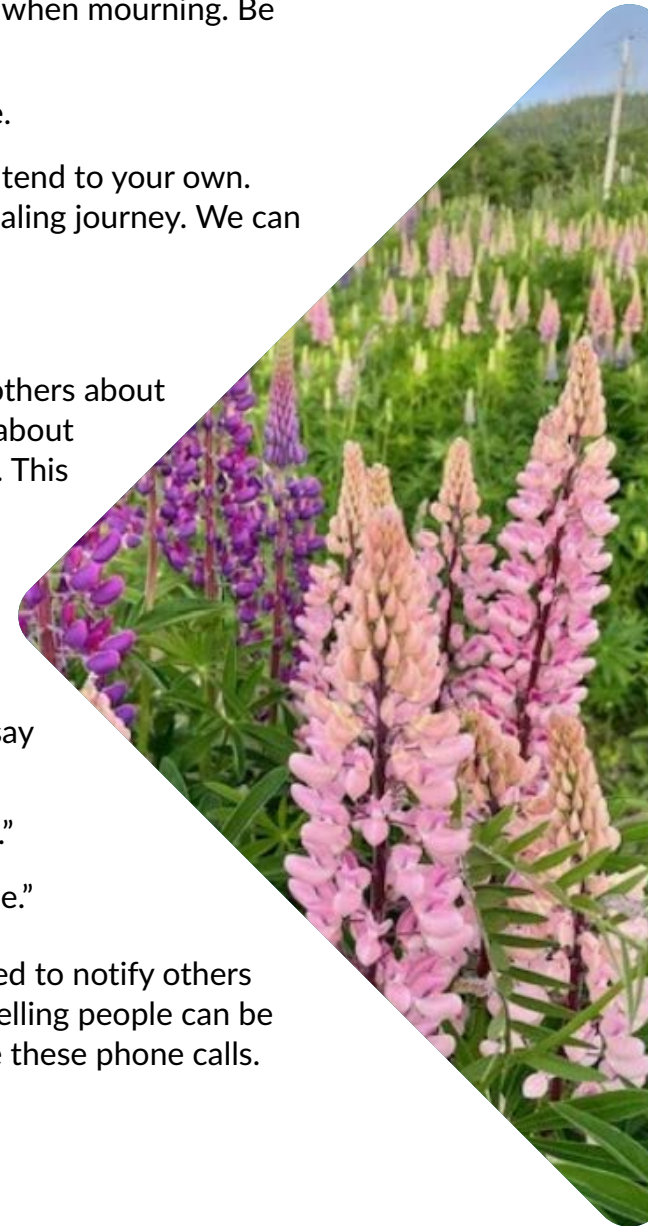 when mourning. Be
e.
tend to your own.
aling journey. We can
others about
about
. This
say
.”
e.”
ed to notify others
elling people can be
e these phone calls.